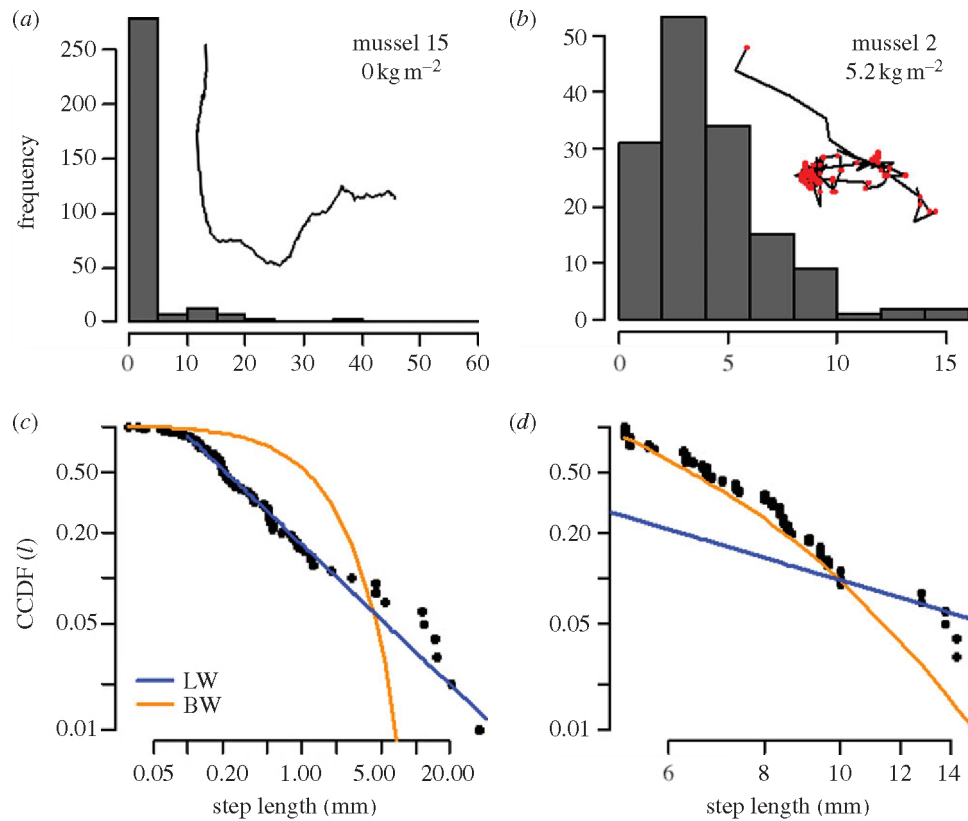 (a)
mussel 15
0 kg m−2
frequency
250
200
150
100
50
0
0 10 20 30 40 50 60
(b)
mussel 2
5.2 kg m−2
50
40
30
20
10
0
0 5 10 15
(c)
CCDF (l)
0.50
0.20
0.05
0.01
LW
BW
0.05 0.20 1.00 5.00 20.00
step length (mm)
(d)
0.50
0.20
0.05
0.01
6 8 10 12 14
step length (mm)